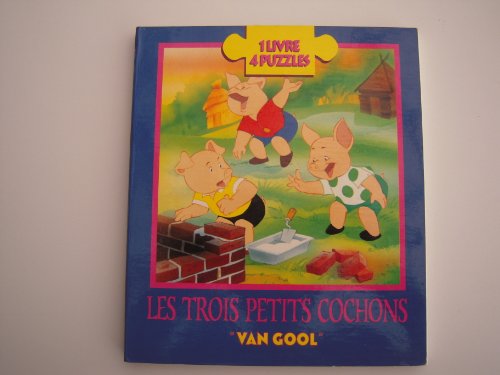 1 LIVRE
4 PUZZLES
LES TROIS PETITS COCHONS
"VAN GOOL"